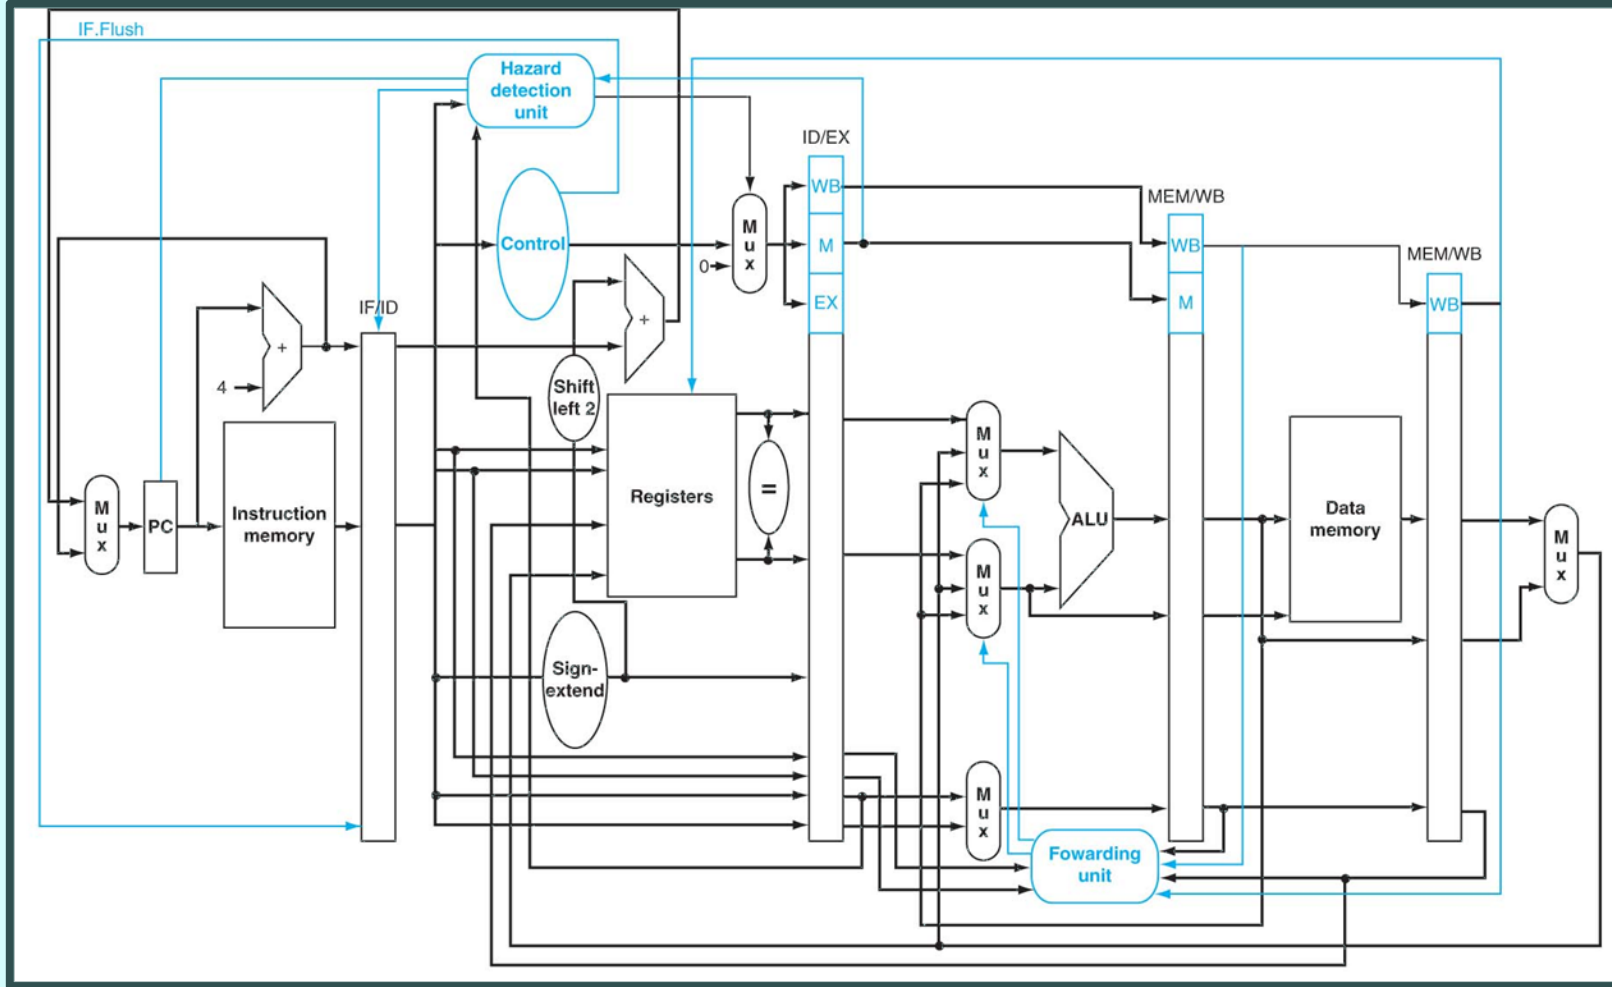 IF.Flush
Hazard
detection
unit
ID/EX
WB
MEM/WB
M
u
x
Control
M
WB
MEM/WB
0
EX
M
WB
IF/ID
+
+
4
Shift
left 2
M
u
x
M
u
x
PC
Instruction
memory
Registers
=
ALU
Data
memory
M
u
x
M
u
x
Sign-
extend
M
u
x
Fowarding
unit